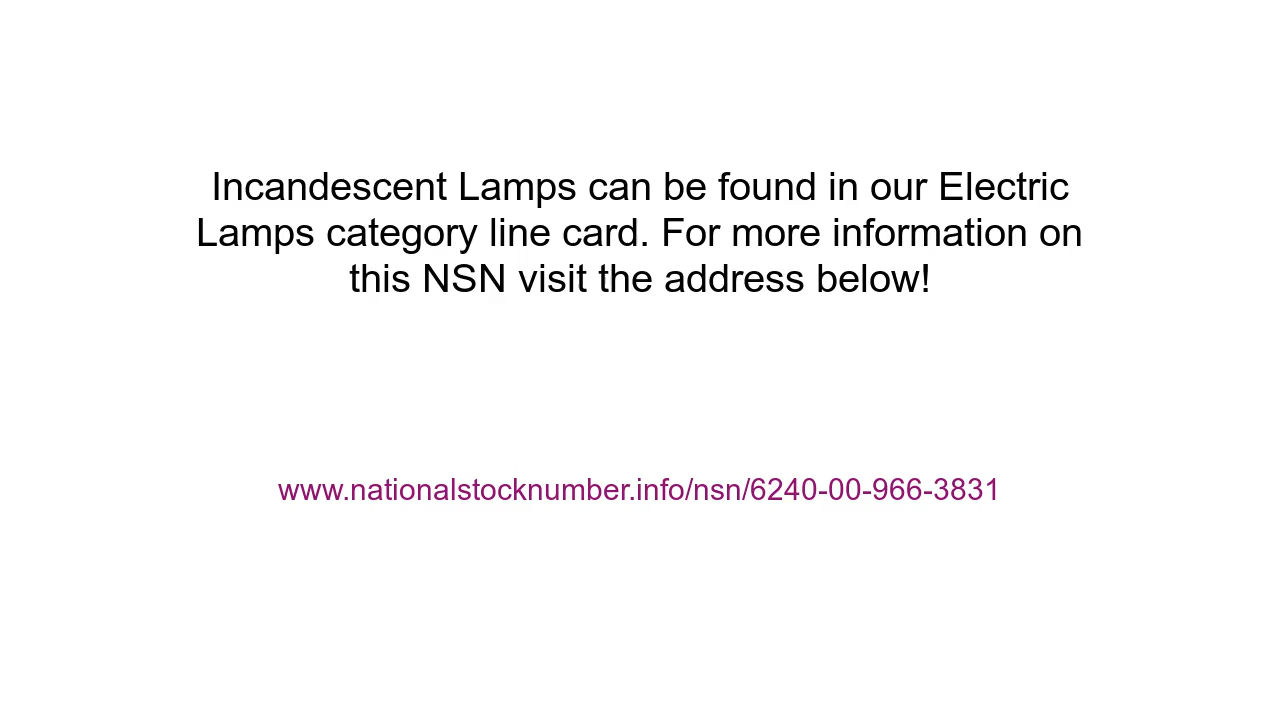 Incandescent Lamps can be found in our Electric
Lamps category line card. For more information on
this NSN visit the address below!
www.nationalstocknumber.info/nsn/6240-00-966-3831